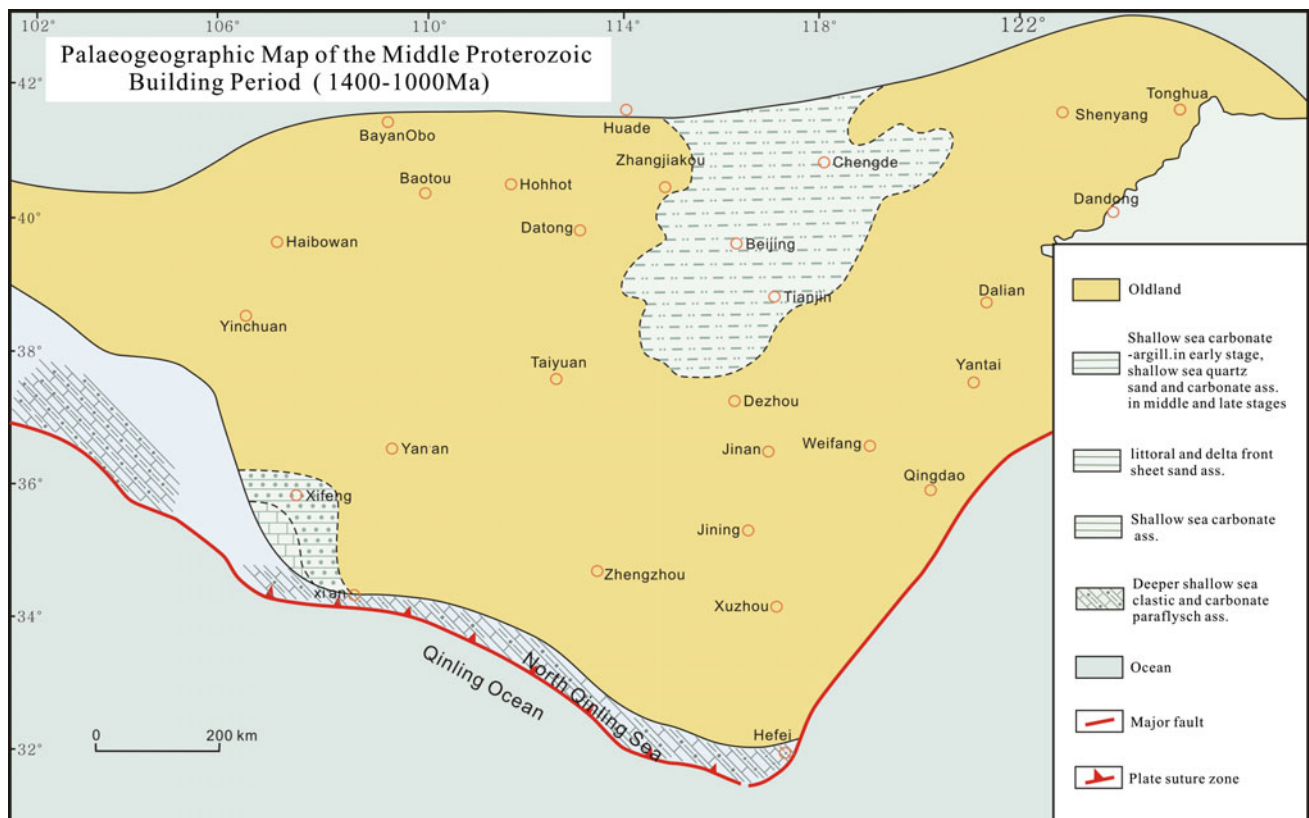 102° 106° 110° 114° 118° 122°
Palaeogeographic Map of the Middle Proterozoic
Building Period ( 1400-1000Ma)
42°
40°
38°
36°
34°
32°
BayanObo
Huade
Shenyang
Tonghua
Zhangjiakou
Chengde
Baotou
Hohhot
Dandong
Datong
Haibowan
Beijing
Tianjin
Dalian
Yinchuan
Taiyuan
Yantai
Dezhou
Yan'an
Jinan
Weifang
Qingdao
Xifeng
Jining
Zhengzhou
xi'an
Xuzhou
Qinling Ocean
North Qinling Sea
Hefei
0 200 km
Oldland
Shallow sea carbonate
-argill.in early stage,
shallow sea quartz
sand and carbonate ass.
in middle and late stages
littoral and delta front
sheet sand ass.
Shallow sea carbonate
ass.
Deeper shallow sea
clastic and carbonate
paraflysch ass.
Ocean
Major fault
Plate suture zone